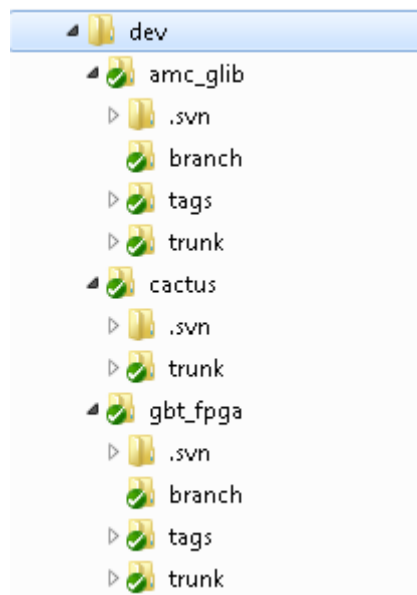 dev
amc_glib
.svn
branch
tags
trunk
cactus
.svn
trunk
gbt_fpga
.svn
branch
tags
trunk